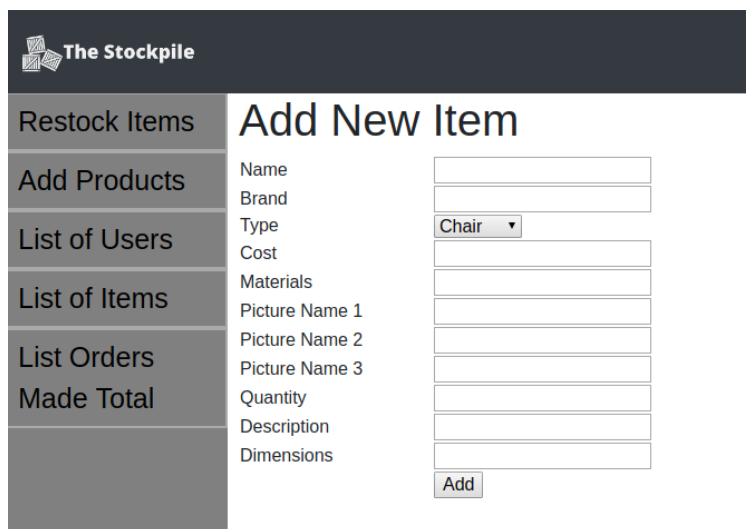 The Stockpile
Restock Items
Add Products
List of Users
List of Items
List Orders
Made Total
Add New Item
Name
Brand
Type Chair
Cost
Materials
Picture Name 1
Picture Name 2
Picture Name 3
Quantity
Description
Dimensions
Add